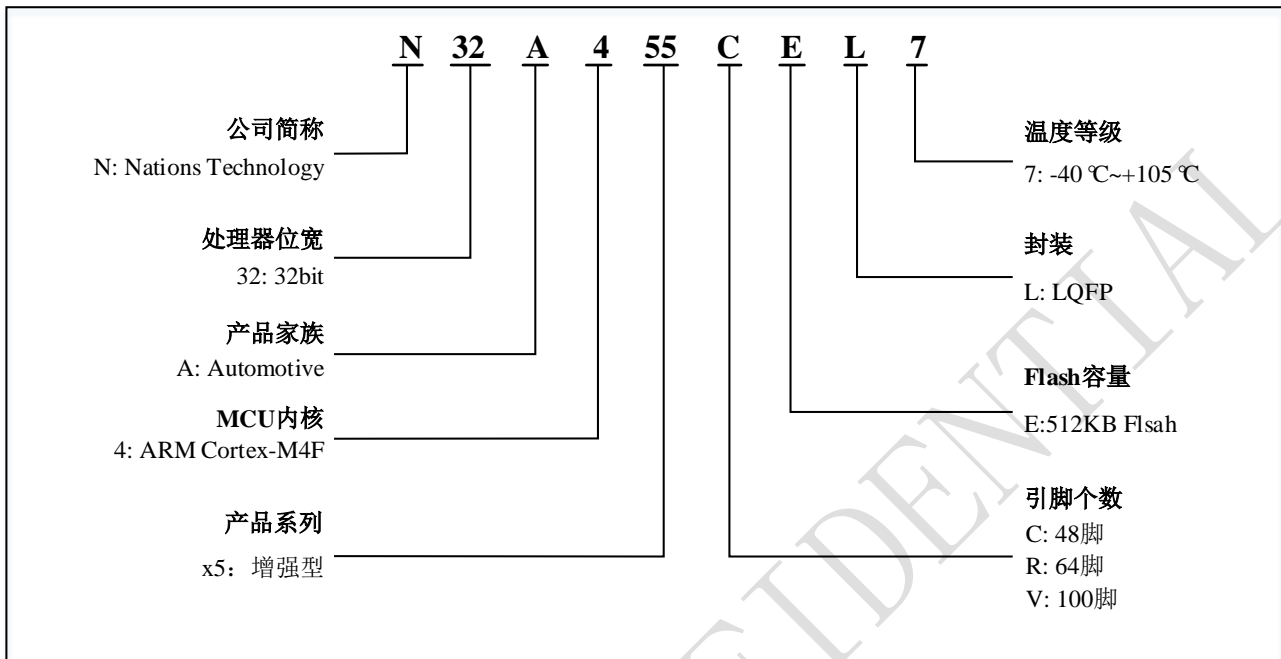 N 32 A 4 55 C E L 7
公司简称
N: Nations Technology
处理器位宽
32: 32bit
产品家族
A: Automotive
MCU内核
4: ARM Cortex-M4F
产品系列
x5：增强型
温度等级
7: -40 ℃~+105 ℃
封装
L: LQFP
Flash容量
E:512KB Flsah
引脚个数
C: 48脚
R: 64脚
V: 100脚
FIDENTIAL